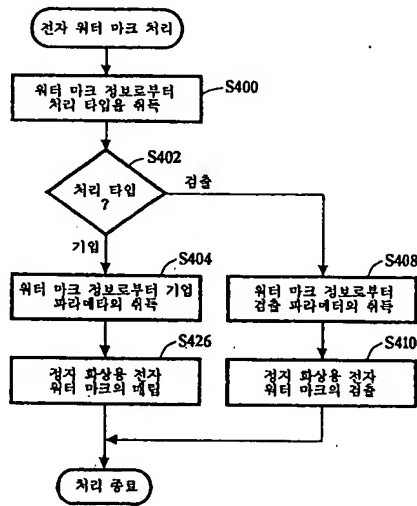 전자 워터 마크 처리
S400
워터 마크 정보로부터
처리 타입을 취득
S402
처리 타입
?
검출
기입
S404
워터 마크 정보로부터 기입
파라메타의 취득
S408
워터 마크 정보로부터
검출 파라메터의 취득
S426
정지 화상용 전자
워터 마크의 매립
S410
정지 화상용 전자
워터 마크의 검출
처리 종료